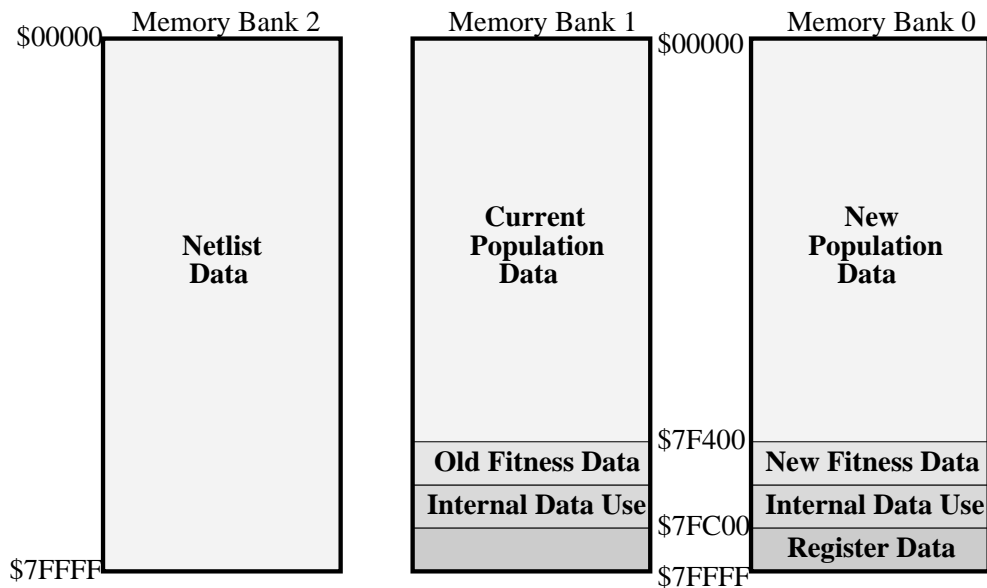 Memory Bank 2
Memory Bank 1
Memory Bank 0
$00000
$00000
Netlist
Data
Current
Population
Data
New
Population
Data
$7F400
Old Fitness Data
New Fitness Data
Internal Data Use
Internal Data Use
$7FC00
Register Data
$7FFFF
$7FFFF